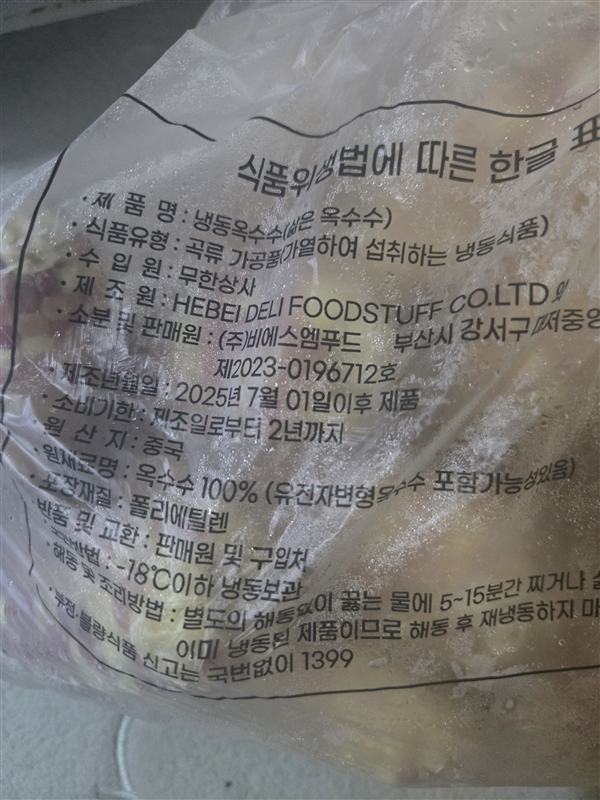 식품위생법에 따른 한글 표
· 제 품 명 : 냉동옥수수(삶은 옥수수)
· 식품유형 : 곡류 가공품(가열하여 섭취하는 냉동식품)
· 수 입 원 : 무한상사
· 제 조 원 : HEBEI DELI FOODSTUFF CO.LTD 외
· 소분 및 판매원 : (주)비에스엠푸드 부산시 강서구 대저중앙
제2023-0196712호
· 제조년월일 : 2025년 7월 01일이후 제품
· 소비기한 : 제조일로부터 2년까지
· 원 산 지 : 중국
· 원재료명 : 옥수수 100% (유전자변형옥수수 포함가능성있음)
· 포장재질 : 폴리에틸렌
반품 및 교환 : 판매원 및 구입처
: -18℃이하 냉동보관
· 해동 및 조리방법 : 별도의 해동없이 끓는 물에 5~15분간 찌거나
이미 냉동된 제품이므로 해동 후 재냉동하지 마
· 부정·불량식품 신고는 국번없이 1399